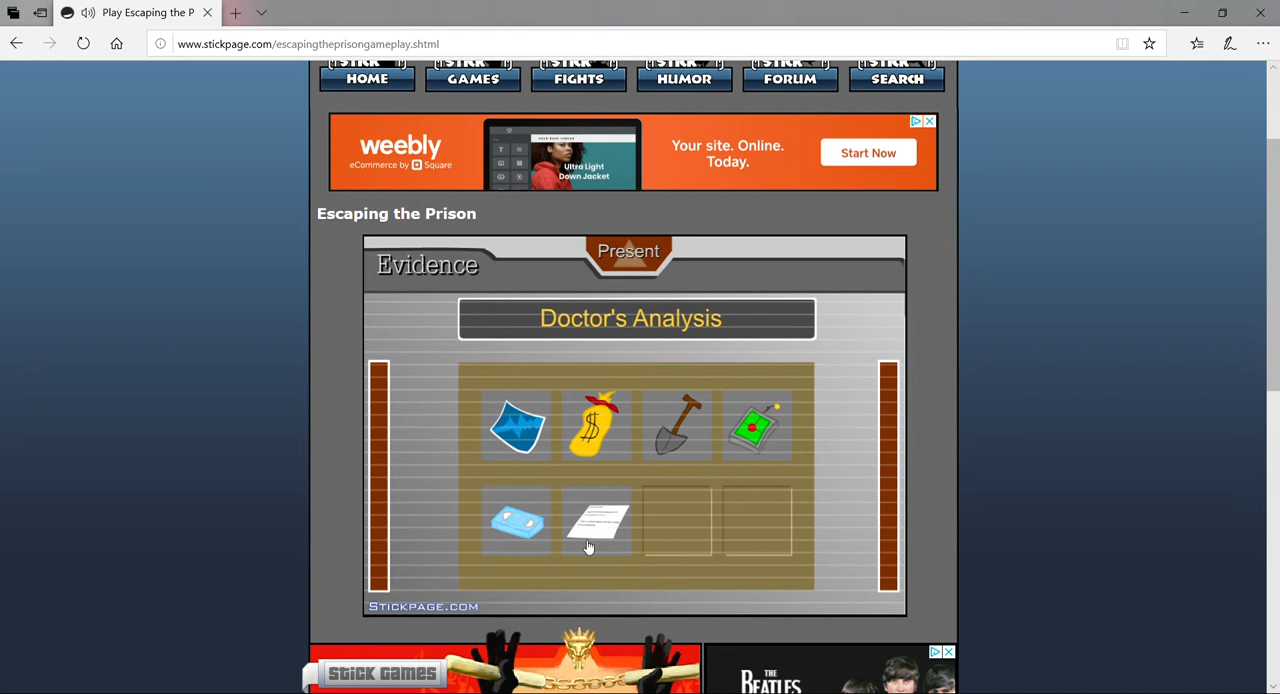 Play Escaping the P
www.stickpage.com/escapingtheprisongameplay.shtml
HOME GAMES FIGHTS HUMOR FORUM SEARCH
weebly
eCommerce by Square
Ultra Light
Down Jacket
Your site. Online.
Today.
Start Now
Escaping the Prison
Present
Evidence
Doctor's Analysis
$
STICKPAGE.COM
STICK GAMES
THE
BEATLES